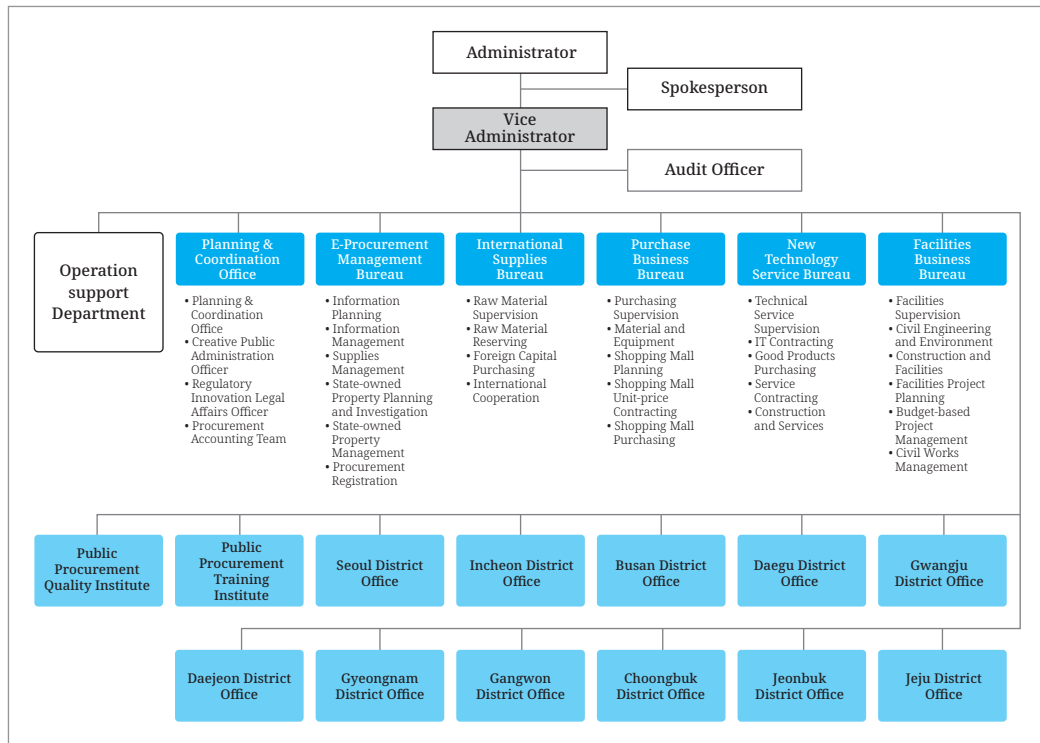 Administrator
Spokesperson
Vice
Administrator
Audit Officer
Operation
support
Department
Planning &
Coordination
Office
• Planning &
Coordination
Office
• Creative Public
Administration
Officer
• Regulatory
Innovation Legal
Affairs Officer
• Procurement
Accounting Team
E-Procurement
Management
Bureau
• Information
Planning
• Information
Management
• Supplies
Management
• State-owned
Property Planning
and Investigation
• State-owned
Property
Management
• Procurement
Registration
International
Supplies
Bureau
• Raw Material
Supervision
• Raw Material
Reserving
• Foreign Capital
Purchasing
• International
Cooperation
Purchase
Business
Bureau
• Purchasing
Supervision
• Material and
Equipment
• Shopping Mall
Planning
• Shopping Mall
Unit-price
Contracting
• Shopping Mall
Purchasing
New
Technology
Service Bureau
• Technical
Service
Supervision
• IT Contracting
• Good Products
Purchasing
• Service
Contracting
• Construction
and Services
Facilities
Business
Bureau
• Facilities
Supervision
• Civil Engineering
and Environment
• Construction and
Facilities
• Facilities Project
Planning
• Budget-based
Project
Management
• Civil Works
Management
Public
Procurement
Quality Institute
Public
Procurement
Training
Institute
Seoul District
Office
Incheon District
Office
Busan District
Office
Daegu District
Office
Gwangju
District Office
Daejeon District
Office
Gyeongnam
District Office
Gangwon
District Office
Choongbuk
District Office
Jeonbuk
District Office
Jeju District
Office